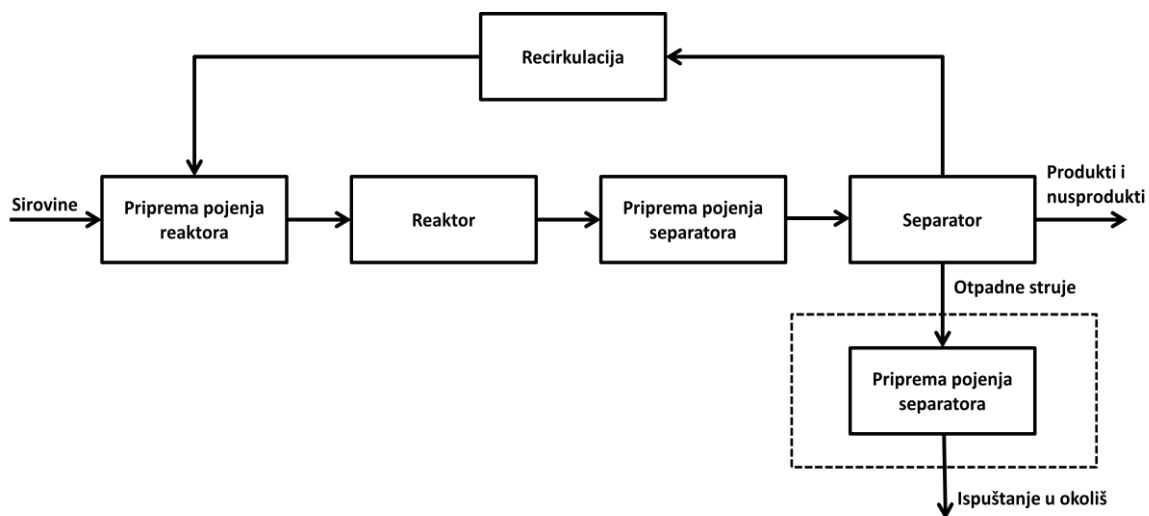 Recirkulacija
Sirovine
Priprema pojenja
reaktora
Reaktor
Priprema pojenja
separatora
Separator
Produkti i
nusprodukti
Otpadne struje
Priprema pojenja
separatora
Ispuštanje u okoliš